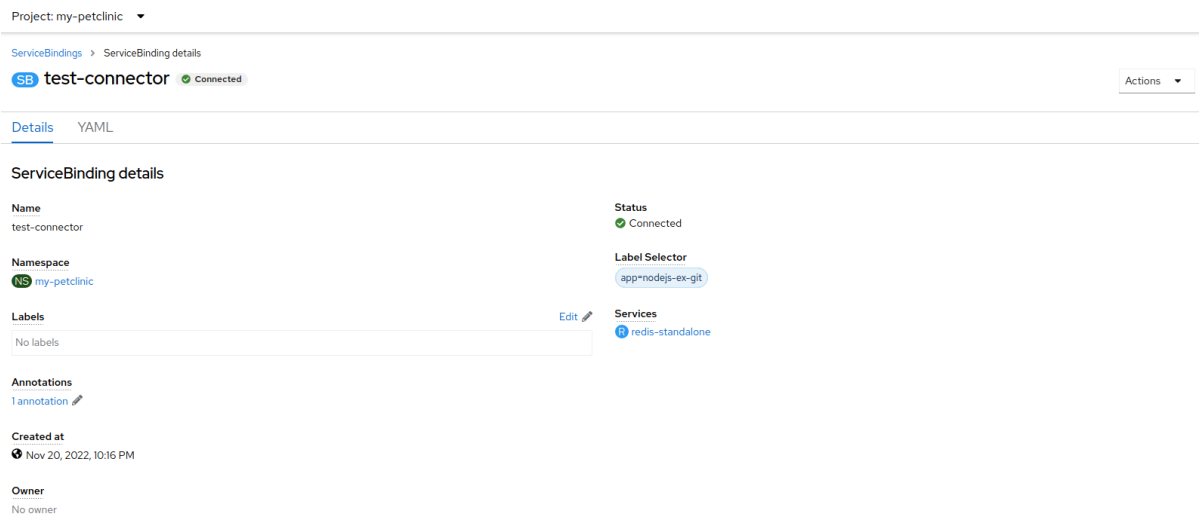 Project: my-petclinic
ServiceBindings > ServiceBinding details
SB test-connector Connected
Actions
Details YAML
ServiceBinding details
Name
test-connector
Namespace
NS my-petclinic
Labels
Edit
No labels
Annotations
1 annotation
Created at
Nov 20, 2022, 10:16 PM
Owner
No owner
Status
Connected
Label Selector
app=nodejs-ex-git
Services
R redis-standalone